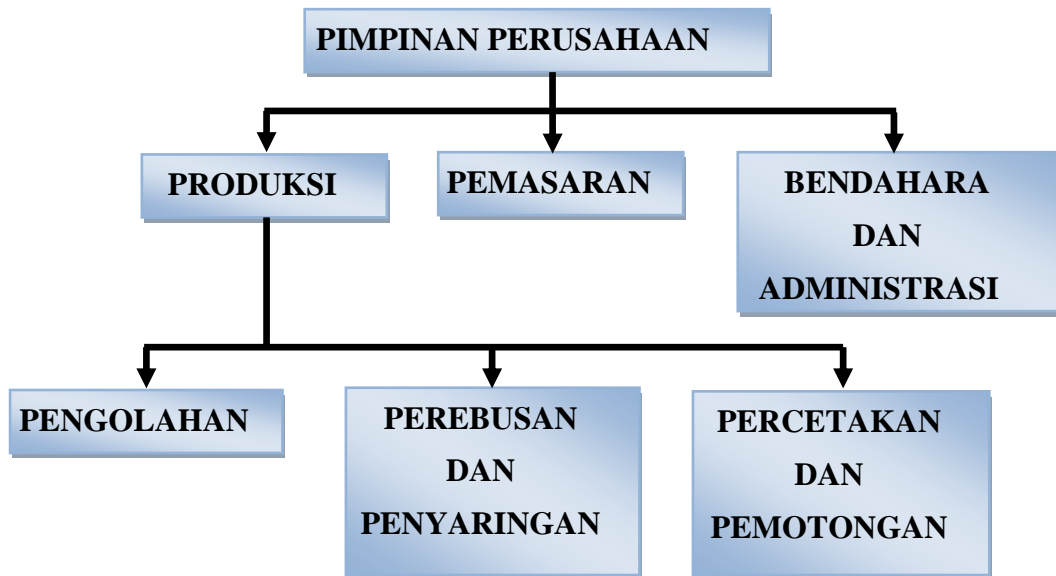 PIMPINAN PERUSAHAAN
PRODUKSI
PEMASARAN
BENDAHARA
DAN
ADMINISTRASI
PENGOLAHAN
PEREBUSAN
DAN
PENYARINGAN
PERCETAKAN
DAN
PEMOTONGAN